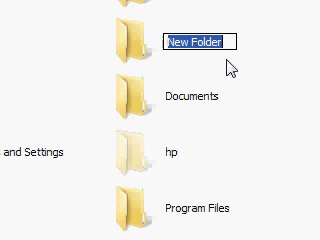 New Folder
Documents
and Settings
hp
Program Files